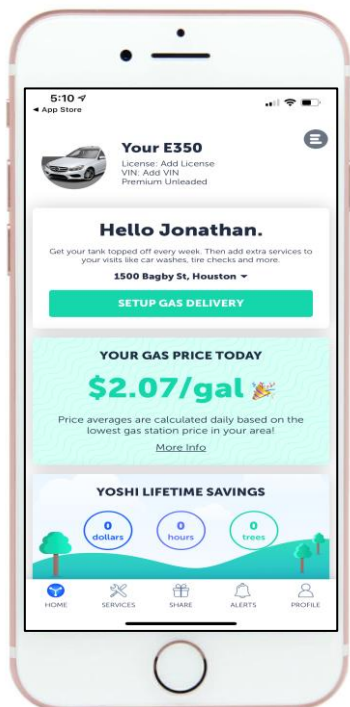 5:10
◄ App Store
Your E350
License: Add License
VIN: Add VIN
Premium Unleaded
Hello Jonathan.
Get your tank topped off every week. Then add extra services to
your visits like car washes, tire checks and more.
1500 Bagby St, Houston
SETUP GAS DELIVERY
YOUR GAS PRICE TODAY
$2.07/gal 🎉
Price averages are calculated daily based on the
lowest gas station price in your area!
More Info
YOSHI LIFETIME SAVINGS
0 0 0
dollars hours trees
HOME SERVICES SHARE ALERTS PROFILE